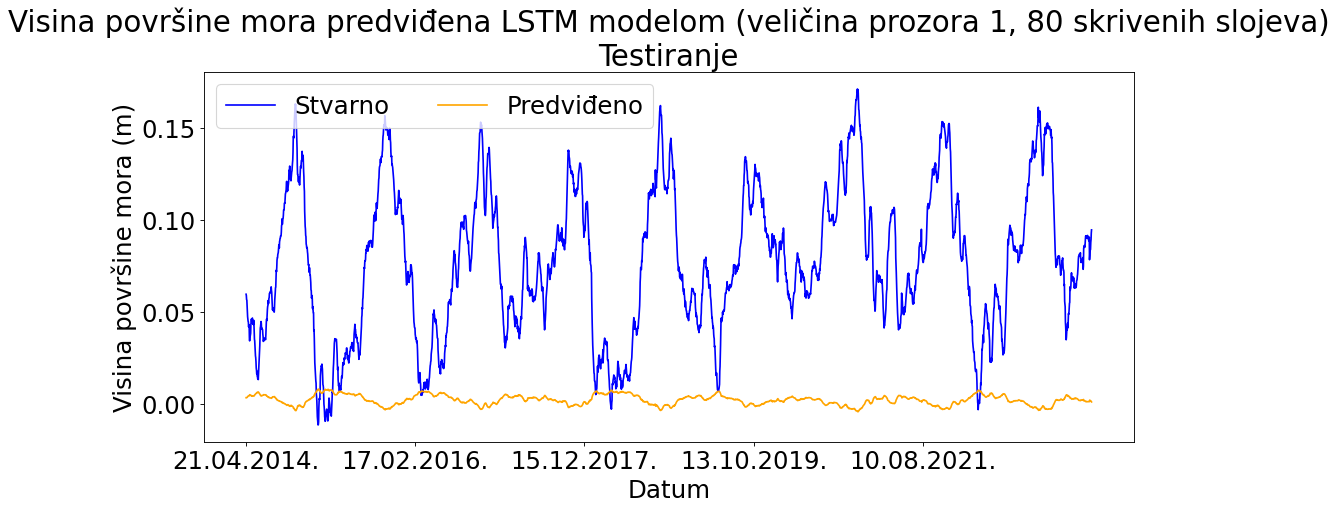 Visina površine mora predviđena LSTM modelom (veličina prozora 1, 80 skrivenih slojeva)
Testiranje
Stvarno Predviđeno
Visina površine mora (m)
0.15
0.10
0.05
0.00
21.04.2014. 17.02.2016. 15.12.2017. 13.10.2019. 10.08.2021.
Datum